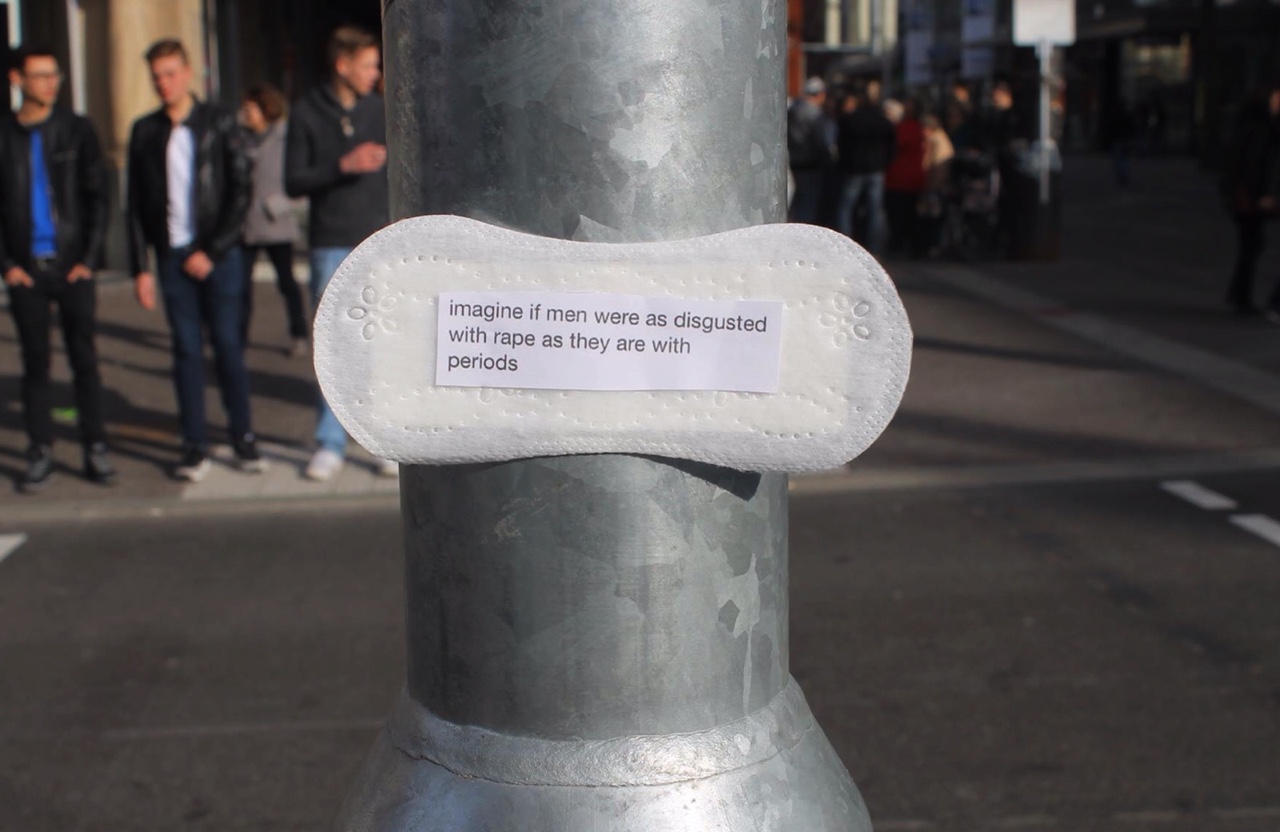 imagine if men were as disgusted
with rape as they are with
periods